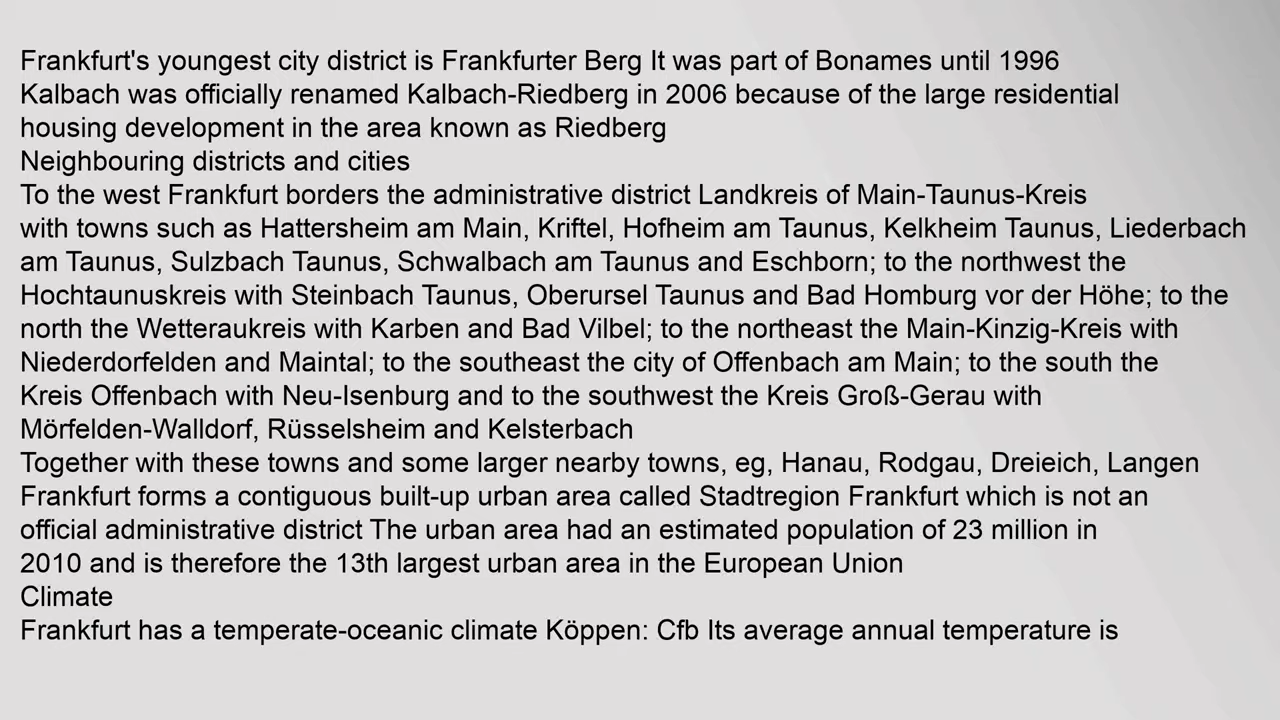 Frankfurt's youngest city district is Frankfurter Berg It was part of Bonames until 1996
Kalbach was officially renamed Kalbach-Riedberg in 2006 because of the large residential
housing development in the area known as Riedberg
Neighbouring districts and cities
To the west Frankfurt borders the administrative district Landkreis of Main-Taunus-Kreis
with towns such as Hattersheim am Main, Kriftel, Hofheim am Taunus, Kelkheim Taunus, Liederbach
am Taunus, Sulzbach Taunus, Schwalbach am Taunus and Eschborn; to the northwest the
Hochtaunuskreis with Steinbach Taunus, Oberursel Taunus and Bad Homburg vor der Höhe; to the
north the Wetteraukreis with Karben and Bad Vilbel; to the northeast the Main-Kinzig-Kreis with
Niederdorfelden and Maintal; to the southeast the city of Offenbach am Main; to the south the
Kreis Offenbach with Neu-Isenburg and to the southwest the Kreis Groß-Gerau with
Mörfelden-Walldorf, Rüsselsheim and Kelsterbach
Together with these towns and some larger nearby towns, eg, Hanau, Rodgau, Dreieich, Langen
Frankfurt forms a contiguous built-up urban area called Stadtregion Frankfurt which is not an
official administrative district The urban area had an estimated population of 23 million in
2010 and is therefore the 13th largest urban area in the European Union
Climate
Frankfurt has a temperate-oceanic climate Köppen: Cfb Its average annual temperature is